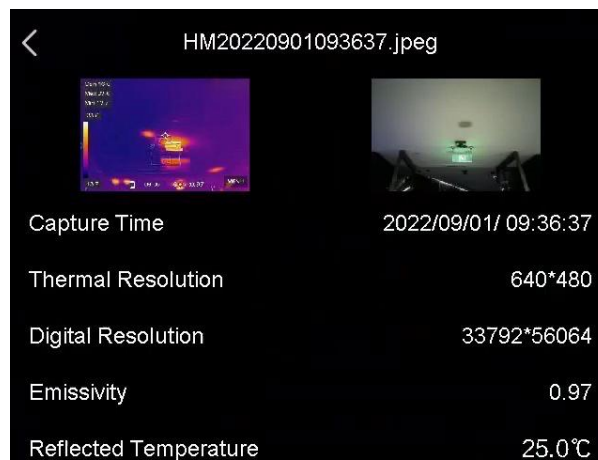 HM20220901093637.jpeg
Capture Time 2022/09/01/ 09:36:37
Thermal Resolution 640*480
Digital Resolution 33792*56064
Emissivity 0.97
Reflected Temperature 25.0℃